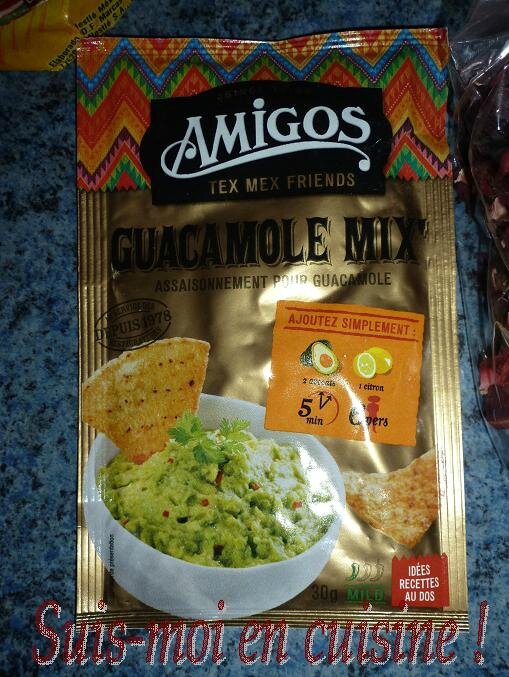 AMiGOS
TEX MEX FRIENDS
GUACAMOLE MIX'
ASSAISONNEMENT POUR GUACAMOLE
DEPUIS 1978
AJOUTEZ SIMPLEMENT :
2 avocats
1 citron
5 min
6 pers
30g
MILD
IDÉES
RECETTES
AU DOS
Suis-moi en cuisine !